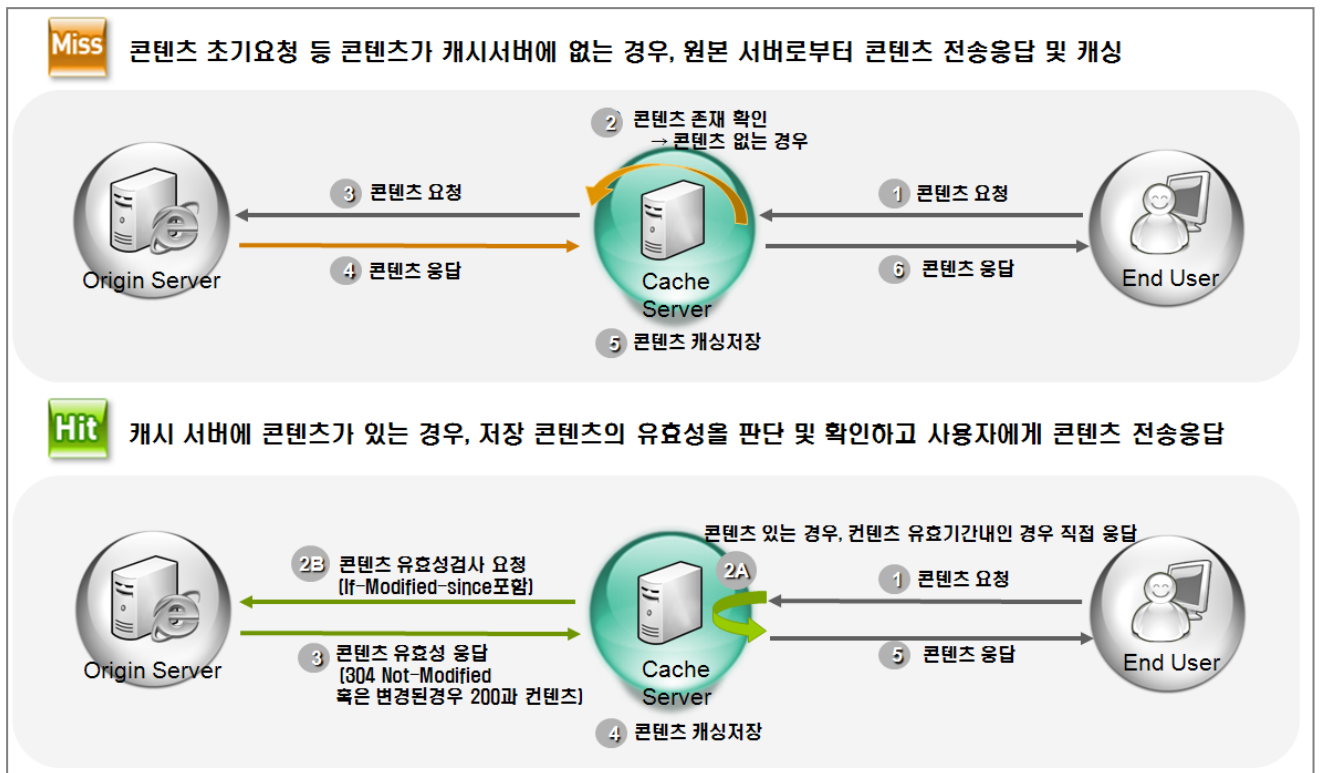 Miss
콘텐츠 초기요청 등 콘텐츠가 캐시서버에 없는 경우, 원본 서버로부터 콘텐츠 전송응답 및 캐싱
2 콘텐츠 존재 확인
→ 콘텐츠 없는 경우
3 콘텐츠 요청
1 콘텐츠 요청
4 콘텐츠 응답
6 콘텐츠 응답
Origin Server
Cache
Server
End User
5 콘텐츠 캐싱저장
Hit
캐시 서버에 콘텐츠가 있는 경우, 저장 콘텐츠의 유효성을 판단 및 확인하고 사용자에게 콘텐츠 전송응답
콘텐츠 있는 경우, 컨텐츠 유효기간내인 경우 직접 응답
2B 콘텐츠 유효성검사 요청
(If-Modified-since포함)
2A
1 콘텐츠 요청
3 콘텐츠 유효성 응답
(304 Not-Modified
혹은 변경된경우 200과 컨텐츠)
5 콘텐츠 응답
Origin Server
Cache
Server
End User
4 콘텐츠 캐싱저장